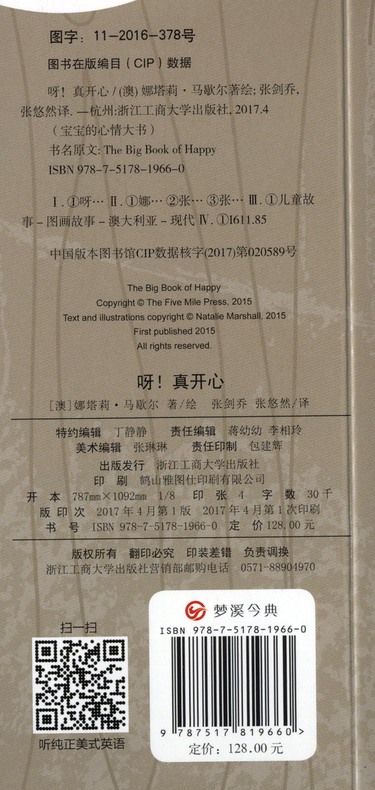 图字：11-2016-378号
图书在版编目（CIP）数据
呀！真开心/(澳)娜塔莉·马歇尔著绘；张剑乔，
张悠然译. —杭州:浙江工商大学出版社, 2017.4
（宝宝的心情大书）
书名原文: The Big Book of Happy
ISBN 978-7-5178-1966-0
Ⅰ. ①呀… Ⅱ. ①娜… ②张… ③张… Ⅲ. ①儿童故
事－图画故事－澳大利亚－现代 Ⅳ. ①I611.85
中国版本图书馆CIP数据核字(2017)第020589号
The Big Book of Happy
Copyright © The Five Mile Press, 2015
Text and illustrations copyright © Natalie Marshall, 2015
First published 2015
All rights reserved.
呀！真开心
[澳]娜塔莉·马歇尔 著/绘 张剑乔 张悠然/译
特约编辑 丁静静 责任编辑 蒋幼幼 李相玲
美术编辑 张琳琳 责任印制 包建辉
出版发行 浙江工商大学出版社
印 刷 鹤山雅图仕印刷有限公司
开 本 787mm×1092mm 1/8 印 张 4 字 数 30千
版 印 次 2017年4月第1版 2017年4月第1次印刷
书 号 ISBN 978-7-5178-1966-0 定 价 128.00元
版权所有 翻印必究 印装差错 负责调换
浙江工商大学出版社营销部邮购电话 0571-88904970
扫一扫
听纯正美式英语
梦溪今典
ISBN 978-7-5178-1966-0
9 787517 819660 >
定价：128.00元